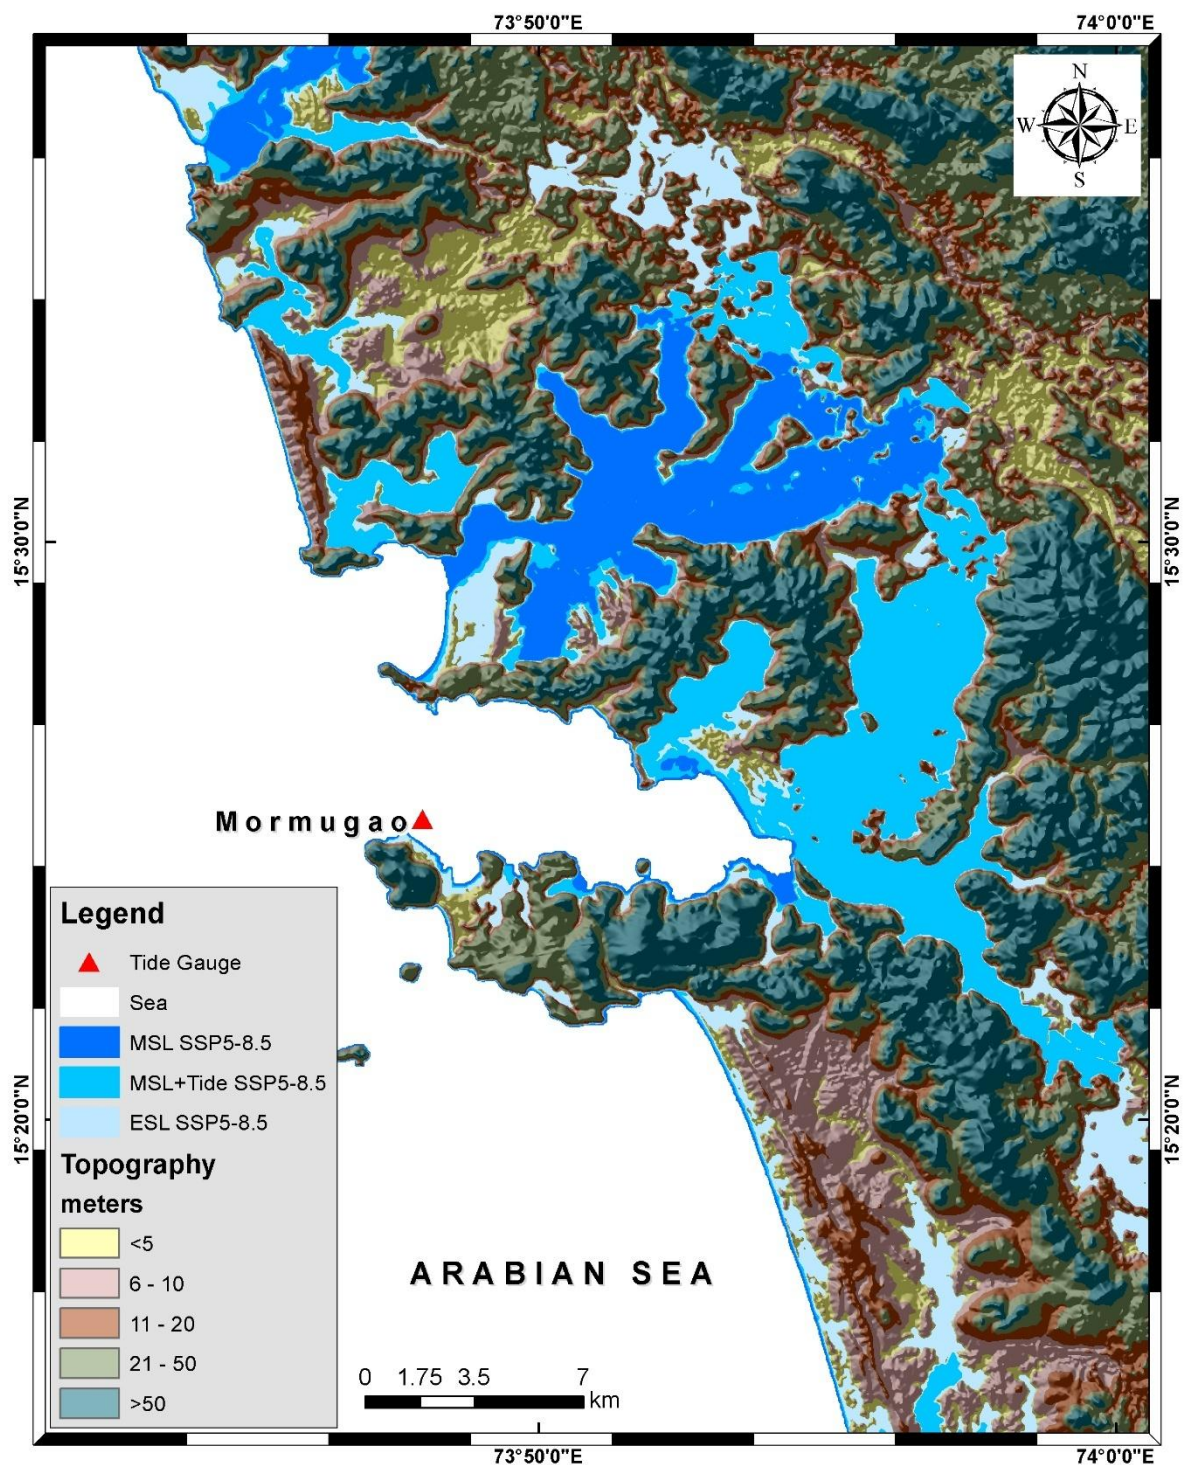 73°50'0"E 74°0'0"E
N
W E
S
15°30'0"N 15°30'0"N
Mormugao
Legend
Tide Gauge
Sea
MSL SSP5-8.5
MSL+Tide SSP5-8.5
ESL SSP5-8.5
15°20'0"N 15°20'0"N
Topography
meters
<5
6 - 10
11 - 20
21 - 50
>50
ARABIAN SEA
0 1.75 3.5 7
km
73°50'0"E 74°0'0"E